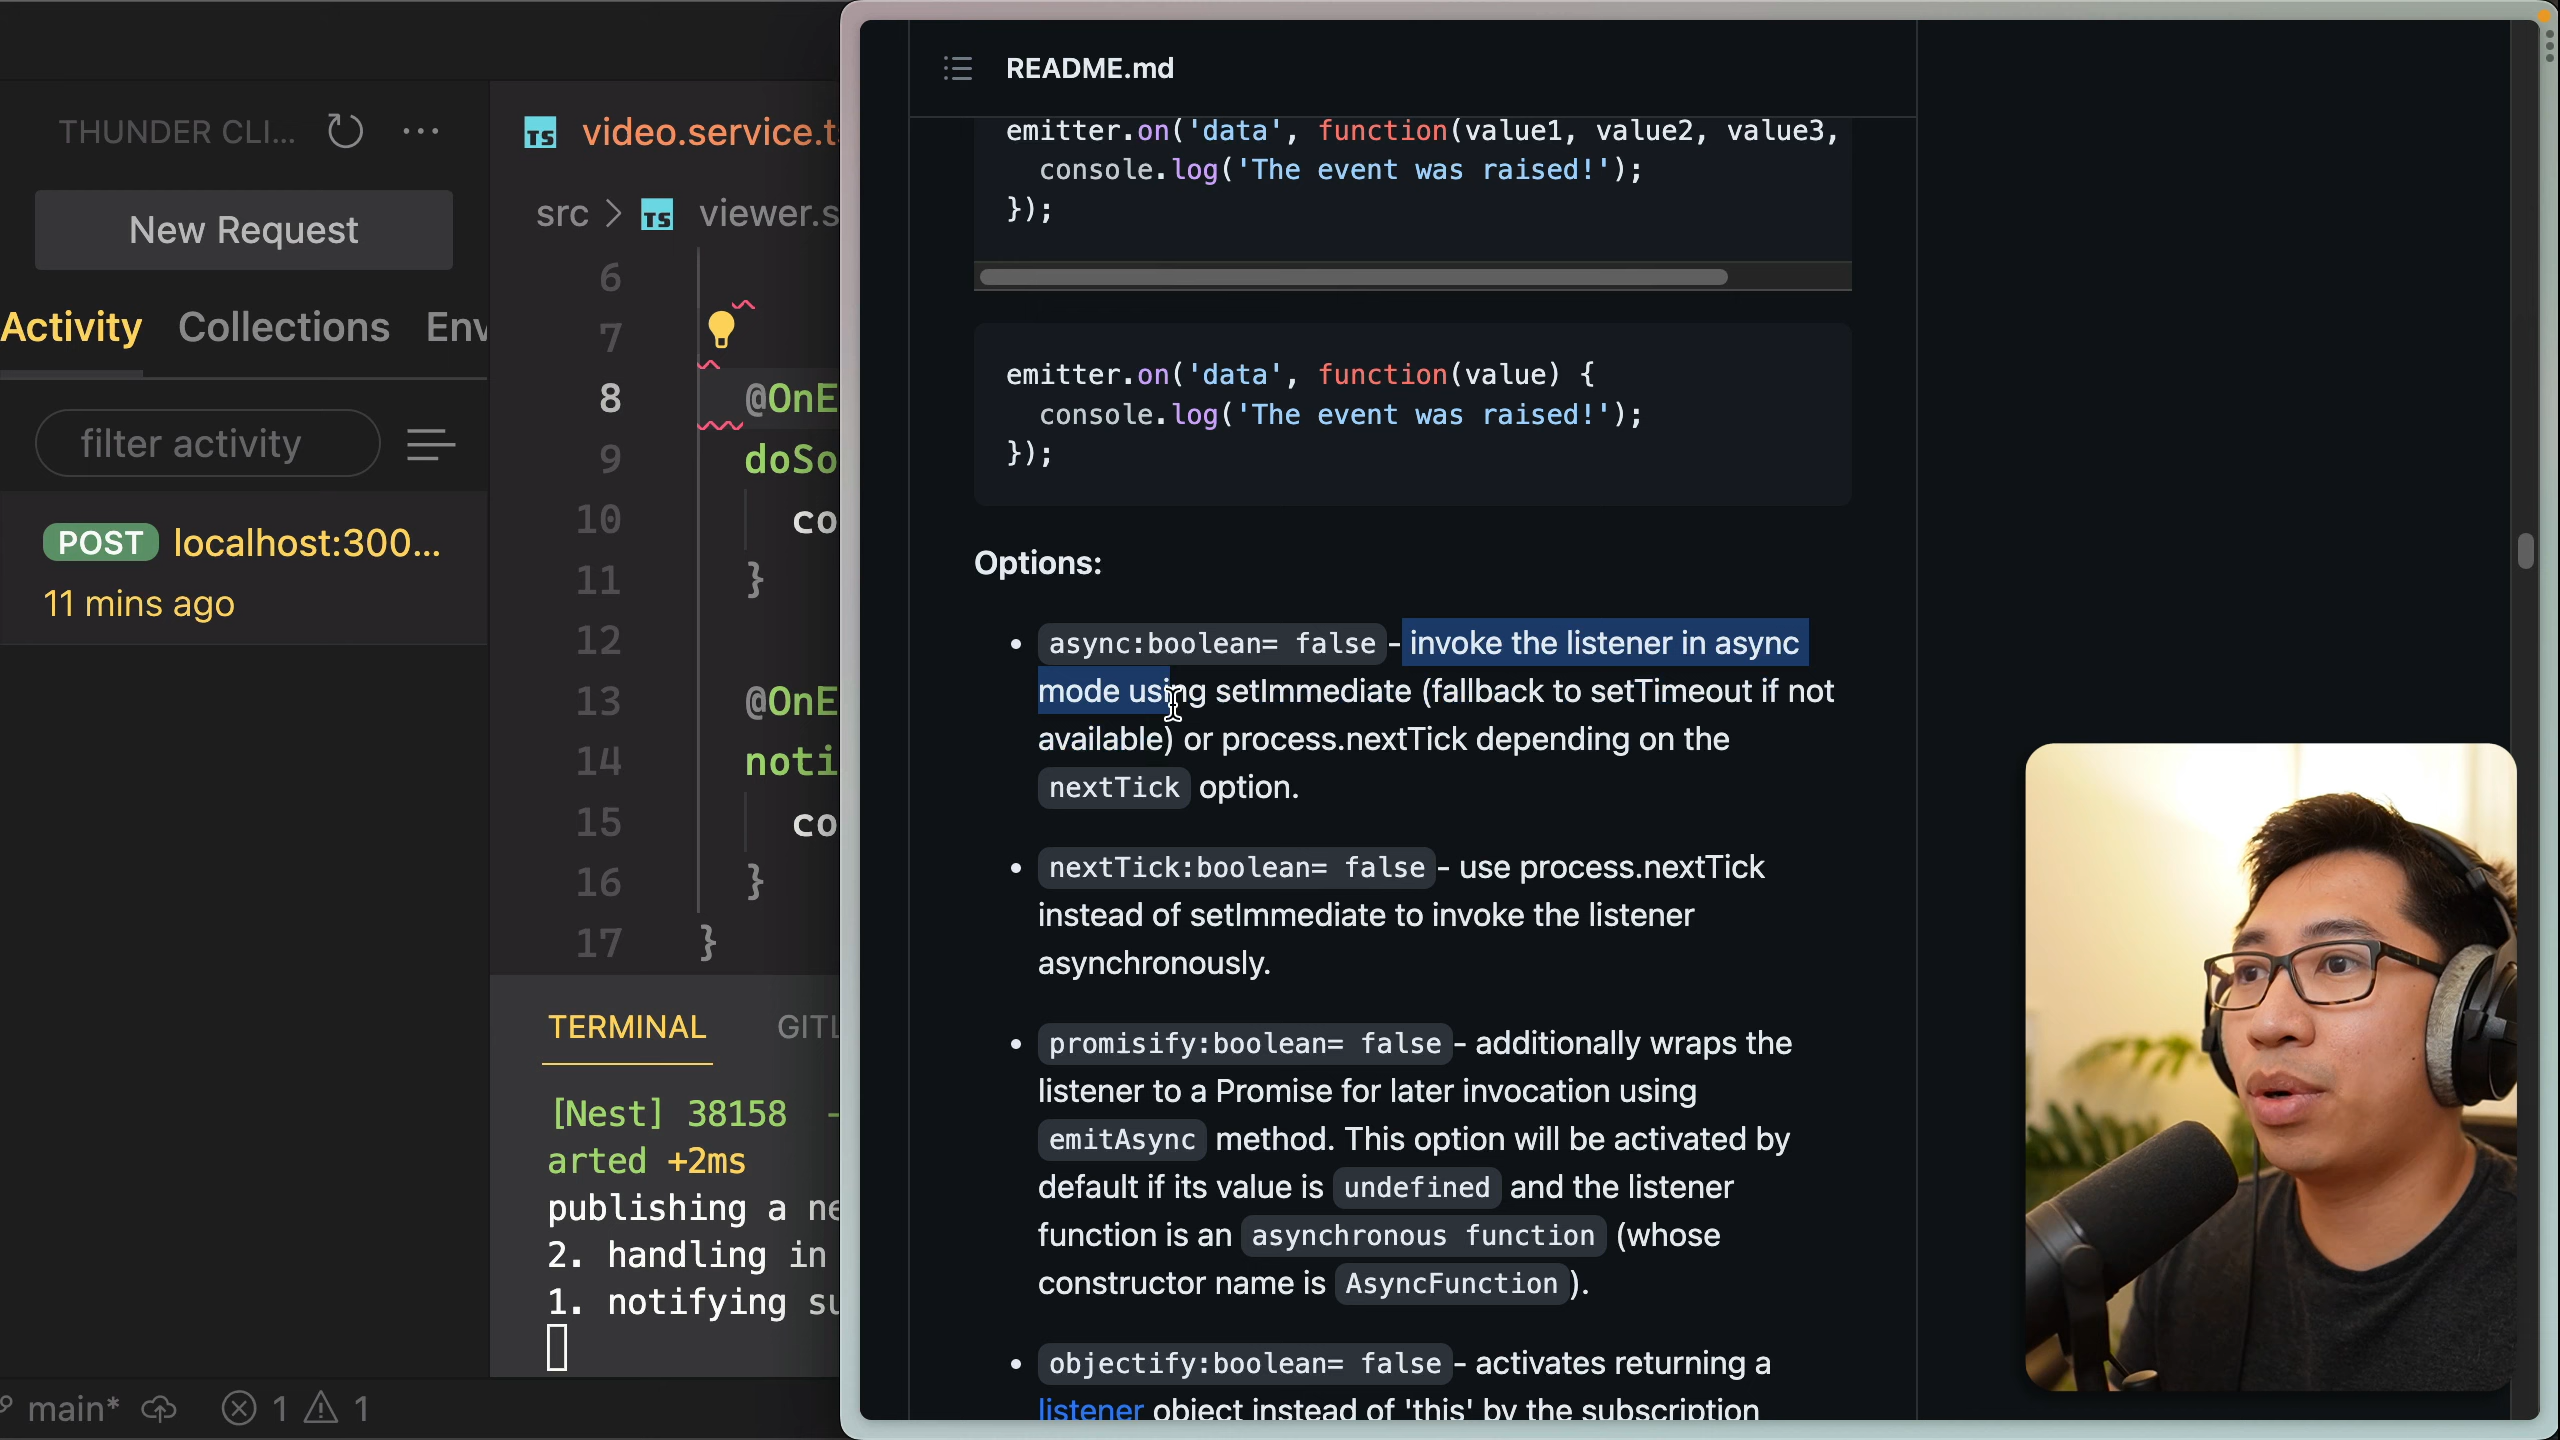 THUNDER CLI...
New Request
Activity Collections Env
filter activity
POST localhost:300...
11 mins ago
main* 1 1
TS video.service.t
src > TS viewer.s
6
7
8 @OnE
9 doSo
10 co
11 }
12
13 @OnE
14 noti
15 co
16 }
17 }
TERMINAL GITL
[Nest] 38158 -
arted +2ms
publishing a ne
2. handling in
1. notifying su
README.md
emitter.on('data', function(value1, value2, value3,
console.log('The event was raised!');
});
emitter.on('data', function(value) {
console.log('The event was raised!');
});
Options:
• async:boolean= false - invoke the listener in async
mode using setImmediate (fallback to setTimeout if not
available) or process.nextTick depending on the
nextTick option.
• nextTick:boolean= false - use process.nextTick
instead of setImmediate to invoke the listener
asynchronously.
• promisify:boolean= false - additionally wraps the
listener to a Promise for later invocation using
emitAsync method. This option will be activated by
default if its value is undefined and the listener
function is an asynchronous function (whose
constructor name is AsyncFunction).
• objectify:boolean= false - activates returning a
listener object instead of 'this' by the subscription